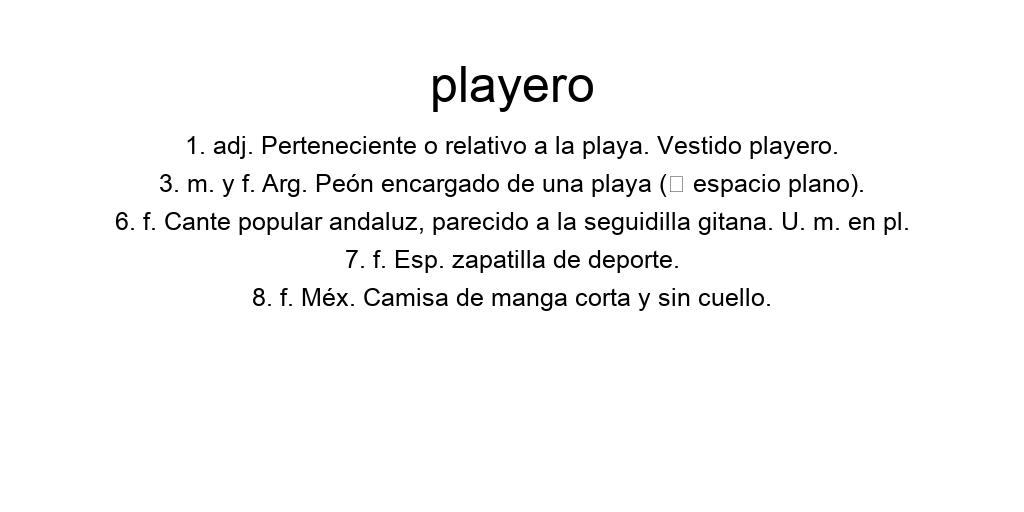 playero
1. adj. Perteneciente o relativo a la playa. Vestido playero.
3. m. y f. Arg. Peón encargado de una playa (▯ espacio plano).
6. f. Cante popular andaluz, parecido a la seguidilla gitana. U. m. en pl.
7. f. Esp. zapatilla de deporte.
8. f. Méx. Camisa de manga corta y sin cuello.